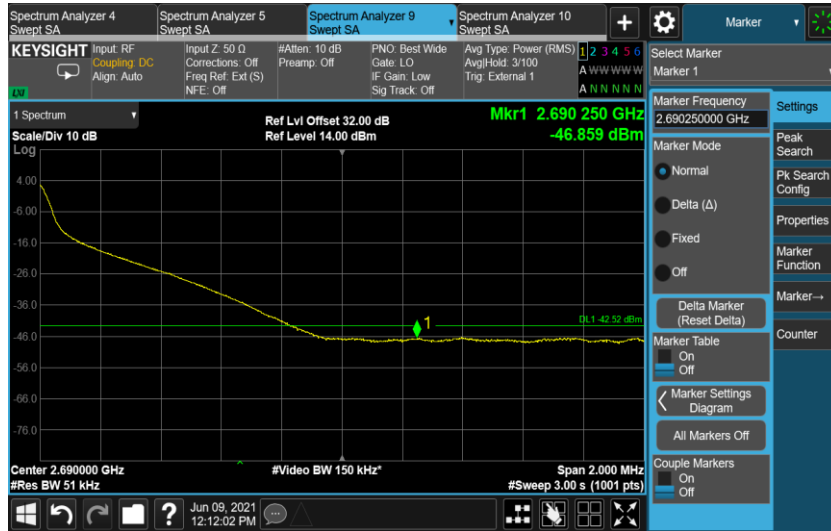 Spectrum Analyzer 4
Swept SA
Spectrum Analyzer 5
Swept SA
Spectrum Analyzer 9
Swept SA
Spectrum Analyzer 10
Swept SA
+
Marker
KEYSIGHT
Input: RF
Coupling: DC
Align: Auto
Input Z: 50 Ω
Corrections: Off
Freq Ref: Ext (S)
NFE: Off
#Atten: 10 dB
Preamp: Off
PNO: Best Wide
Gate: LO
IF Gain: Low
Sig Track: Off
Avg Type: Power (RMS)
Avg|Hold: 3/100
Trig: External 1
1 2 3 4 5 6
A W W W W W
A N N N N N
LXI
Select Marker
Marker 1
1 Spectrum
Scale/Div 10 dB
Log
Ref Lvl Offset 32.00 dB
Ref Level 14.00 dBm
Mkr1 2.690 250 GHz
-46.859 dBm
4.00
-6.00
-16.0
-26.0
-36.0
-46.0
-56.0
-66.0
-76.0
DL1 -42.52 dBm
1
Center 2.690000 GHz
#Res BW 51 kHz
#Video BW 150 kHz*
Span 2.000 MHz
#Sweep 3.00 s (1001 pts)
Marker Frequency
2.690250000 GHz
Marker Mode
Normal
Delta (Δ)
Fixed
Off
Delta Marker
(Reset Delta)
Marker Table
On
Off
Marker Settings
Diagram
All Markers Off
Couple Markers
On
Off
Settings
Peak
Search
Pk Search
Config
Properties
Marker
Function
Marker→
Counter
?
Jun 09, 2021
12:12:02 PM